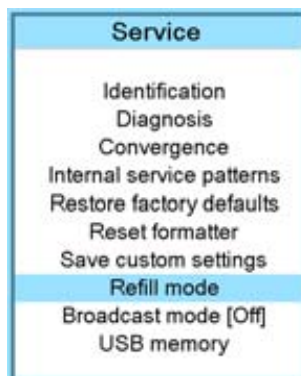 Service
Identification
Diagnosis
Convergence
Internal service patterns
Restore factory defaults
Reset formatter
Save custom settings
Refill mode
Broadcast mode [Off]
USB memory